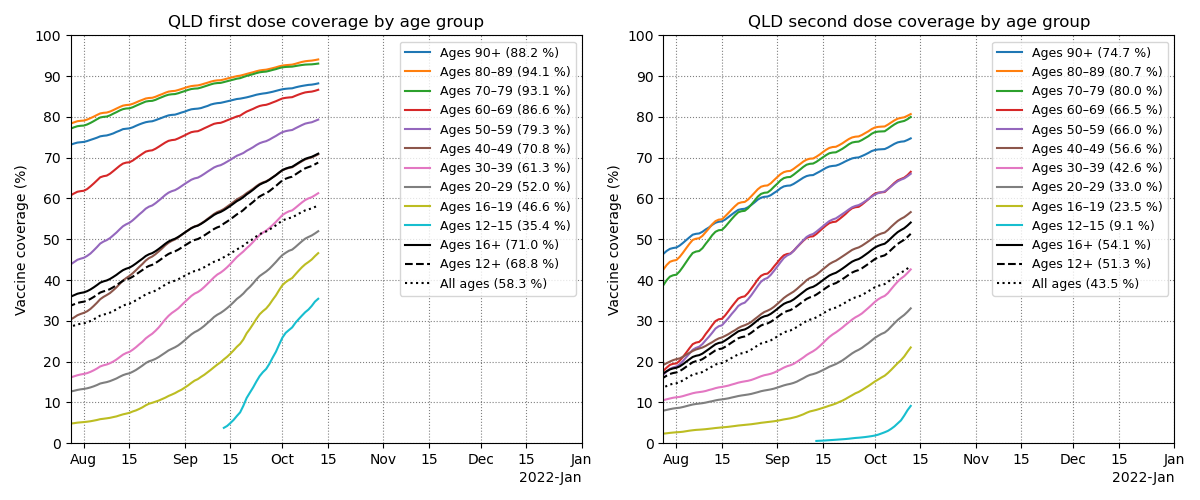 QLD first dose coverage by age group
Vaccine coverage (%)
100
90
80
70
60
50
40
30
20
10
0
Ages 90+ (88.2 %)
Ages 80–89 (94.1 %)
Ages 70–79 (93.1 %)
Ages 60–69 (86.6 %)
Ages 50–59 (79.3 %)
Ages 40–49 (70.8 %)
Ages 30–39 (61.3 %)
Ages 20–29 (52.0 %)
Ages 16–19 (46.6 %)
Ages 12–15 (35.4 %)
Ages 16+ (71.0 %)
Ages 12+ (68.8 %)
All ages (58.3 %)
Aug 15 Sep 15 Oct 15 Nov 15 Dec 15 Jan
2022-Jan
QLD second dose coverage by age group
Vaccine coverage (%)
100
90
80
70
60
50
40
30
20
10
0
Ages 90+ (74.7 %)
Ages 80–89 (80.7 %)
Ages 70–79 (80.0 %)
Ages 60–69 (66.5 %)
Ages 50–59 (66.0 %)
Ages 40–49 (56.6 %)
Ages 30–39 (42.6 %)
Ages 20–29 (33.0 %)
Ages 16–19 (23.5 %)
Ages 12–15 (9.1 %)
Ages 16+ (54.1 %)
Ages 12+ (51.3 %)
All ages (43.5 %)
Aug 15 Sep 15 Oct 15 Nov 15 Dec 15 Jan
2022-Jan